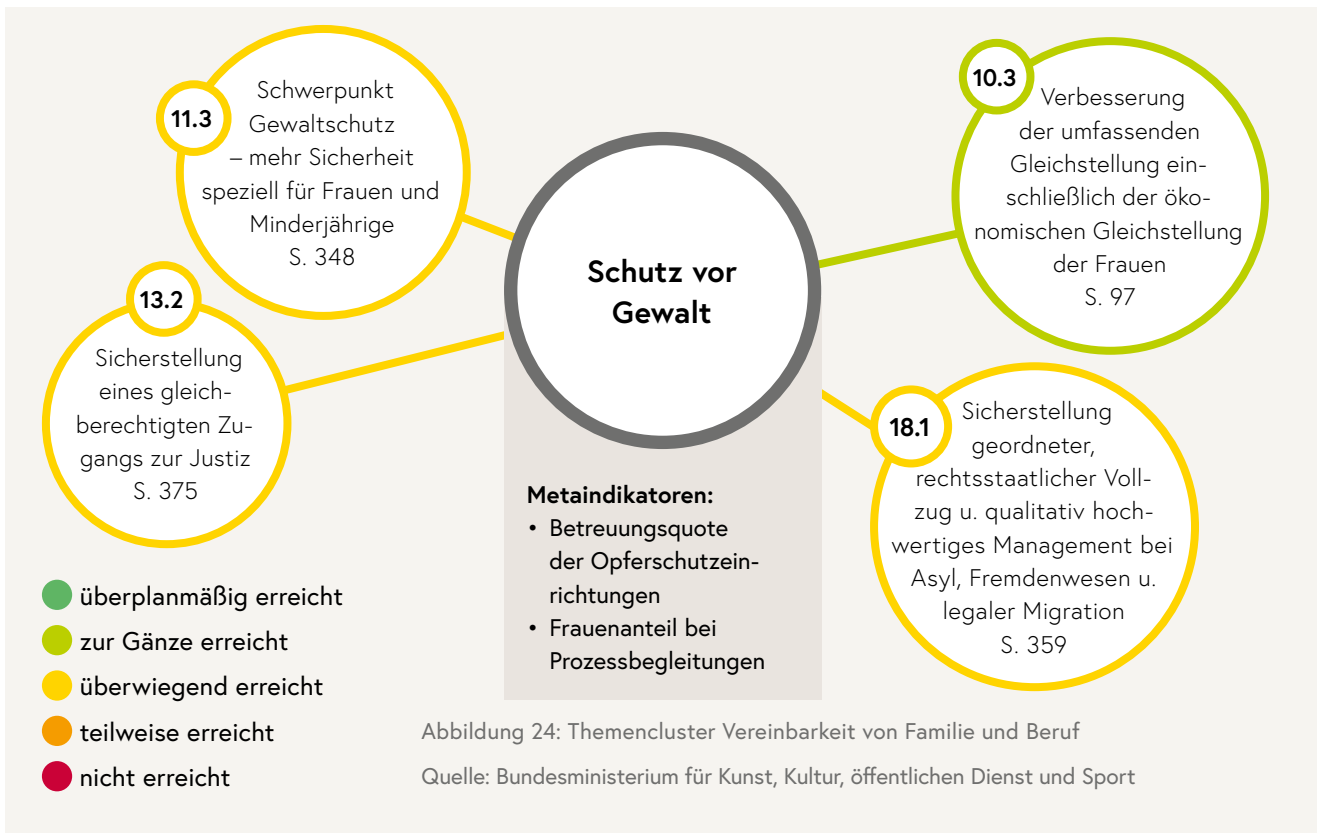 11.3
Schwerpunkt
Gewaltschutz
– mehr Sicherheit
speziell für Frauen und
Minderjährige
S. 348
13.2
Sicherstellung
eines gleich-
berechtigten Zu-
gangs zur Justiz
S. 375
Schutz vor
Gewalt
Metaindikatoren:
• Betreuungsquote
der Opferschutzein-
richtungen
• Frauenanteil bei
Prozessbegleitungen
10.3
Verbesserung
der umfassenden
Gleichstellung ein-
schließlich der öko-
nomischen Gleichstellung
der Frauen
S. 97
18.1
Sicherstellung
geordneter,
rechtsstaatlicher Voll-
zug u. qualitativ hoch-
wertiges Management bei
Asyl, Fremdenwesen u.
legaler Migration
S. 359
überplanmäßig erreicht
zur Gänze erreicht
überwiegend erreicht
teilweise erreicht
nicht erreicht
Abbildung 24: Themencluster Vereinbarkeit von Familie und Beruf
Quelle: Bundesministerium für Kunst, Kultur, öffentlichen Dienst und Sport